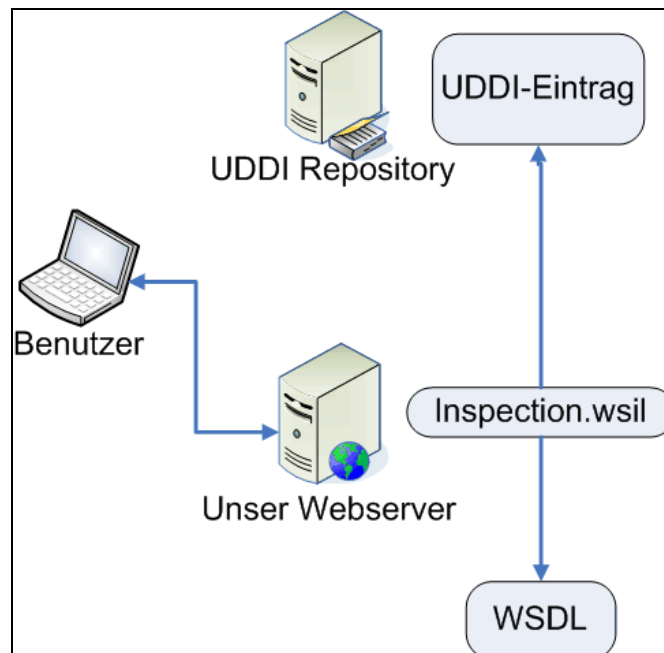 UDDI-Eintrag
UDDI Repository
Benutzer
Inspection.wsil
Unser Webserver
WSDL